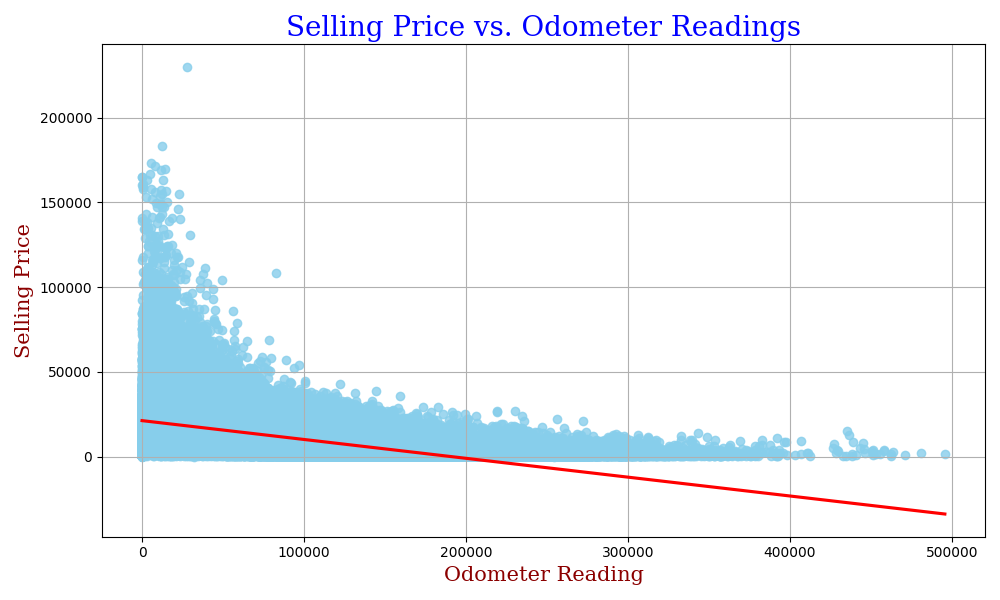 Selling Price vs. Odometer Readings
200000
150000
100000
50000
0
Selling Price
0 100000 200000 300000 400000 500000
Odometer Reading